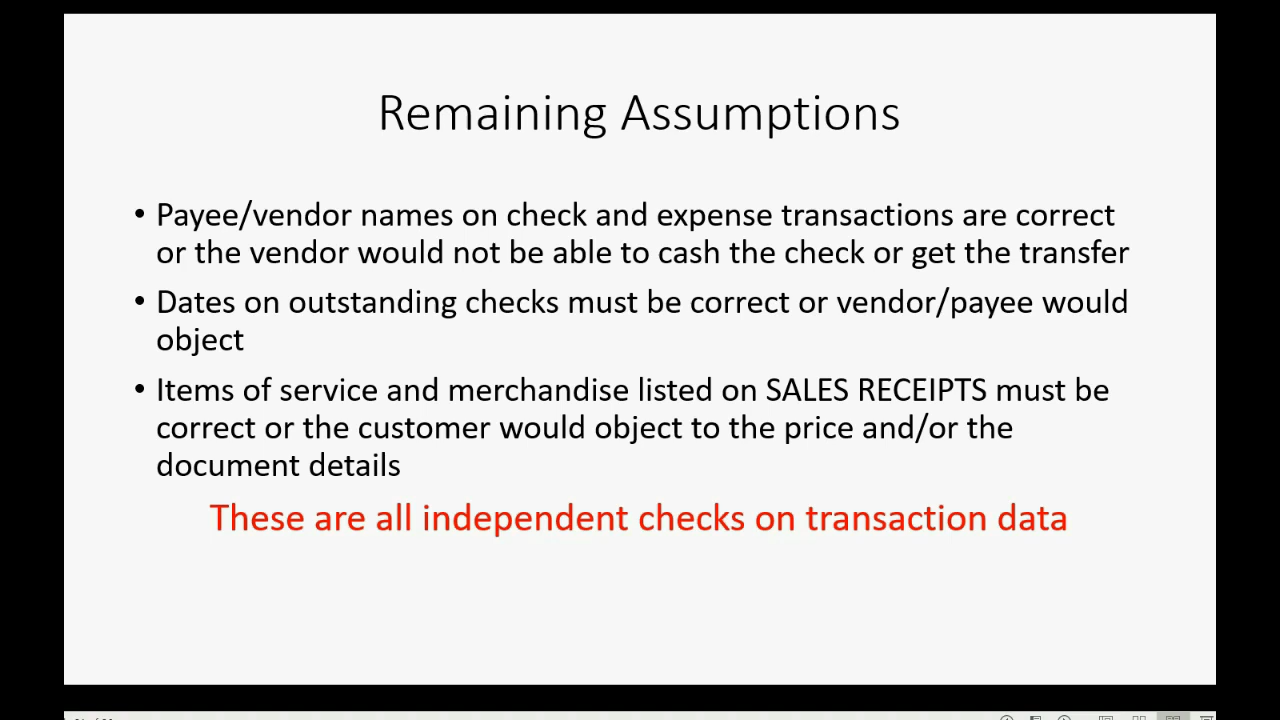 Remaining Assumptions
• Payee/vendor names on check and expense transactions are correct
or the vendor would not be able to cash the check or get the transfer
• Dates on outstanding checks must be correct or vendor/payee would
object
• Items of service and merchandise listed on SALES RECEIPTS must be
correct or the customer would object to the price and/or the
document details
These are all independent checks on transaction data